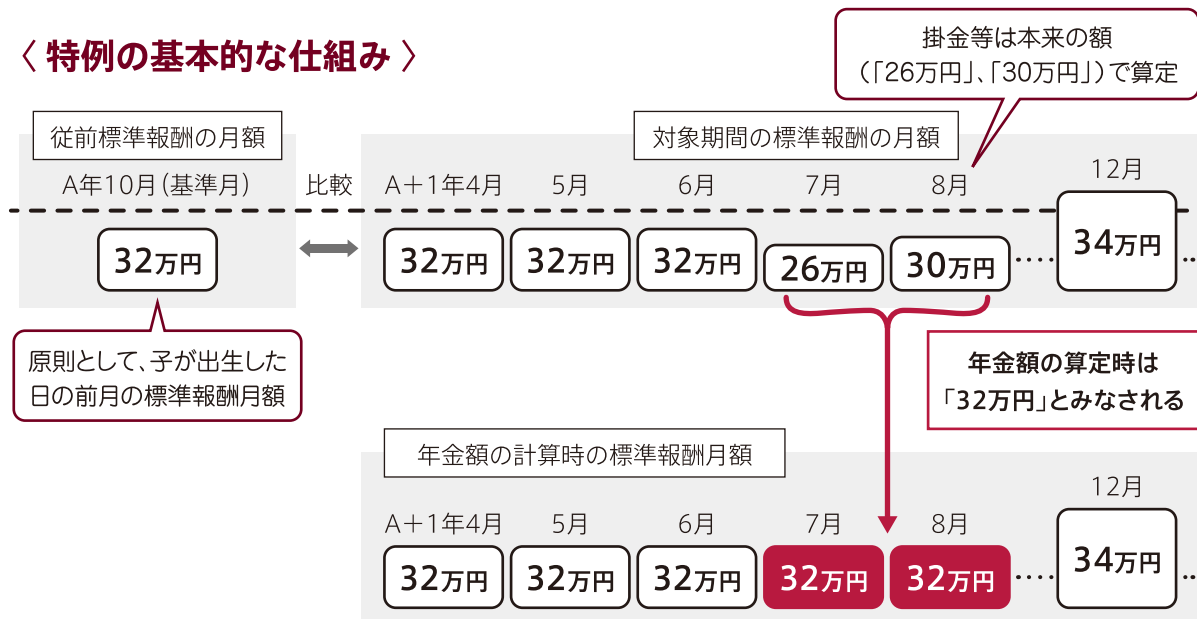 〈 特例の基本的な仕組み 〉
掛金等は本来の額
(「26万円」、「30万円」)で算定
従前標準報酬の月額
対象期間の標準報酬の月額
A年10月(基準月)
比較
A+1年4月
5月
6月
7月
8月
12月
32万円
32万円
32万円
32万円
26万円
30万円
‥‥
34万円
‥
原則として、子が出生した
日の前月の標準報酬月額
年金額の算定時は
「32万円」とみなされる
年金額の計算時の標準報酬月額
A+1年4月
5月
6月
7月
8月
12月
32万円
32万円
32万円
32万円
32万円
‥‥
34万円
‥